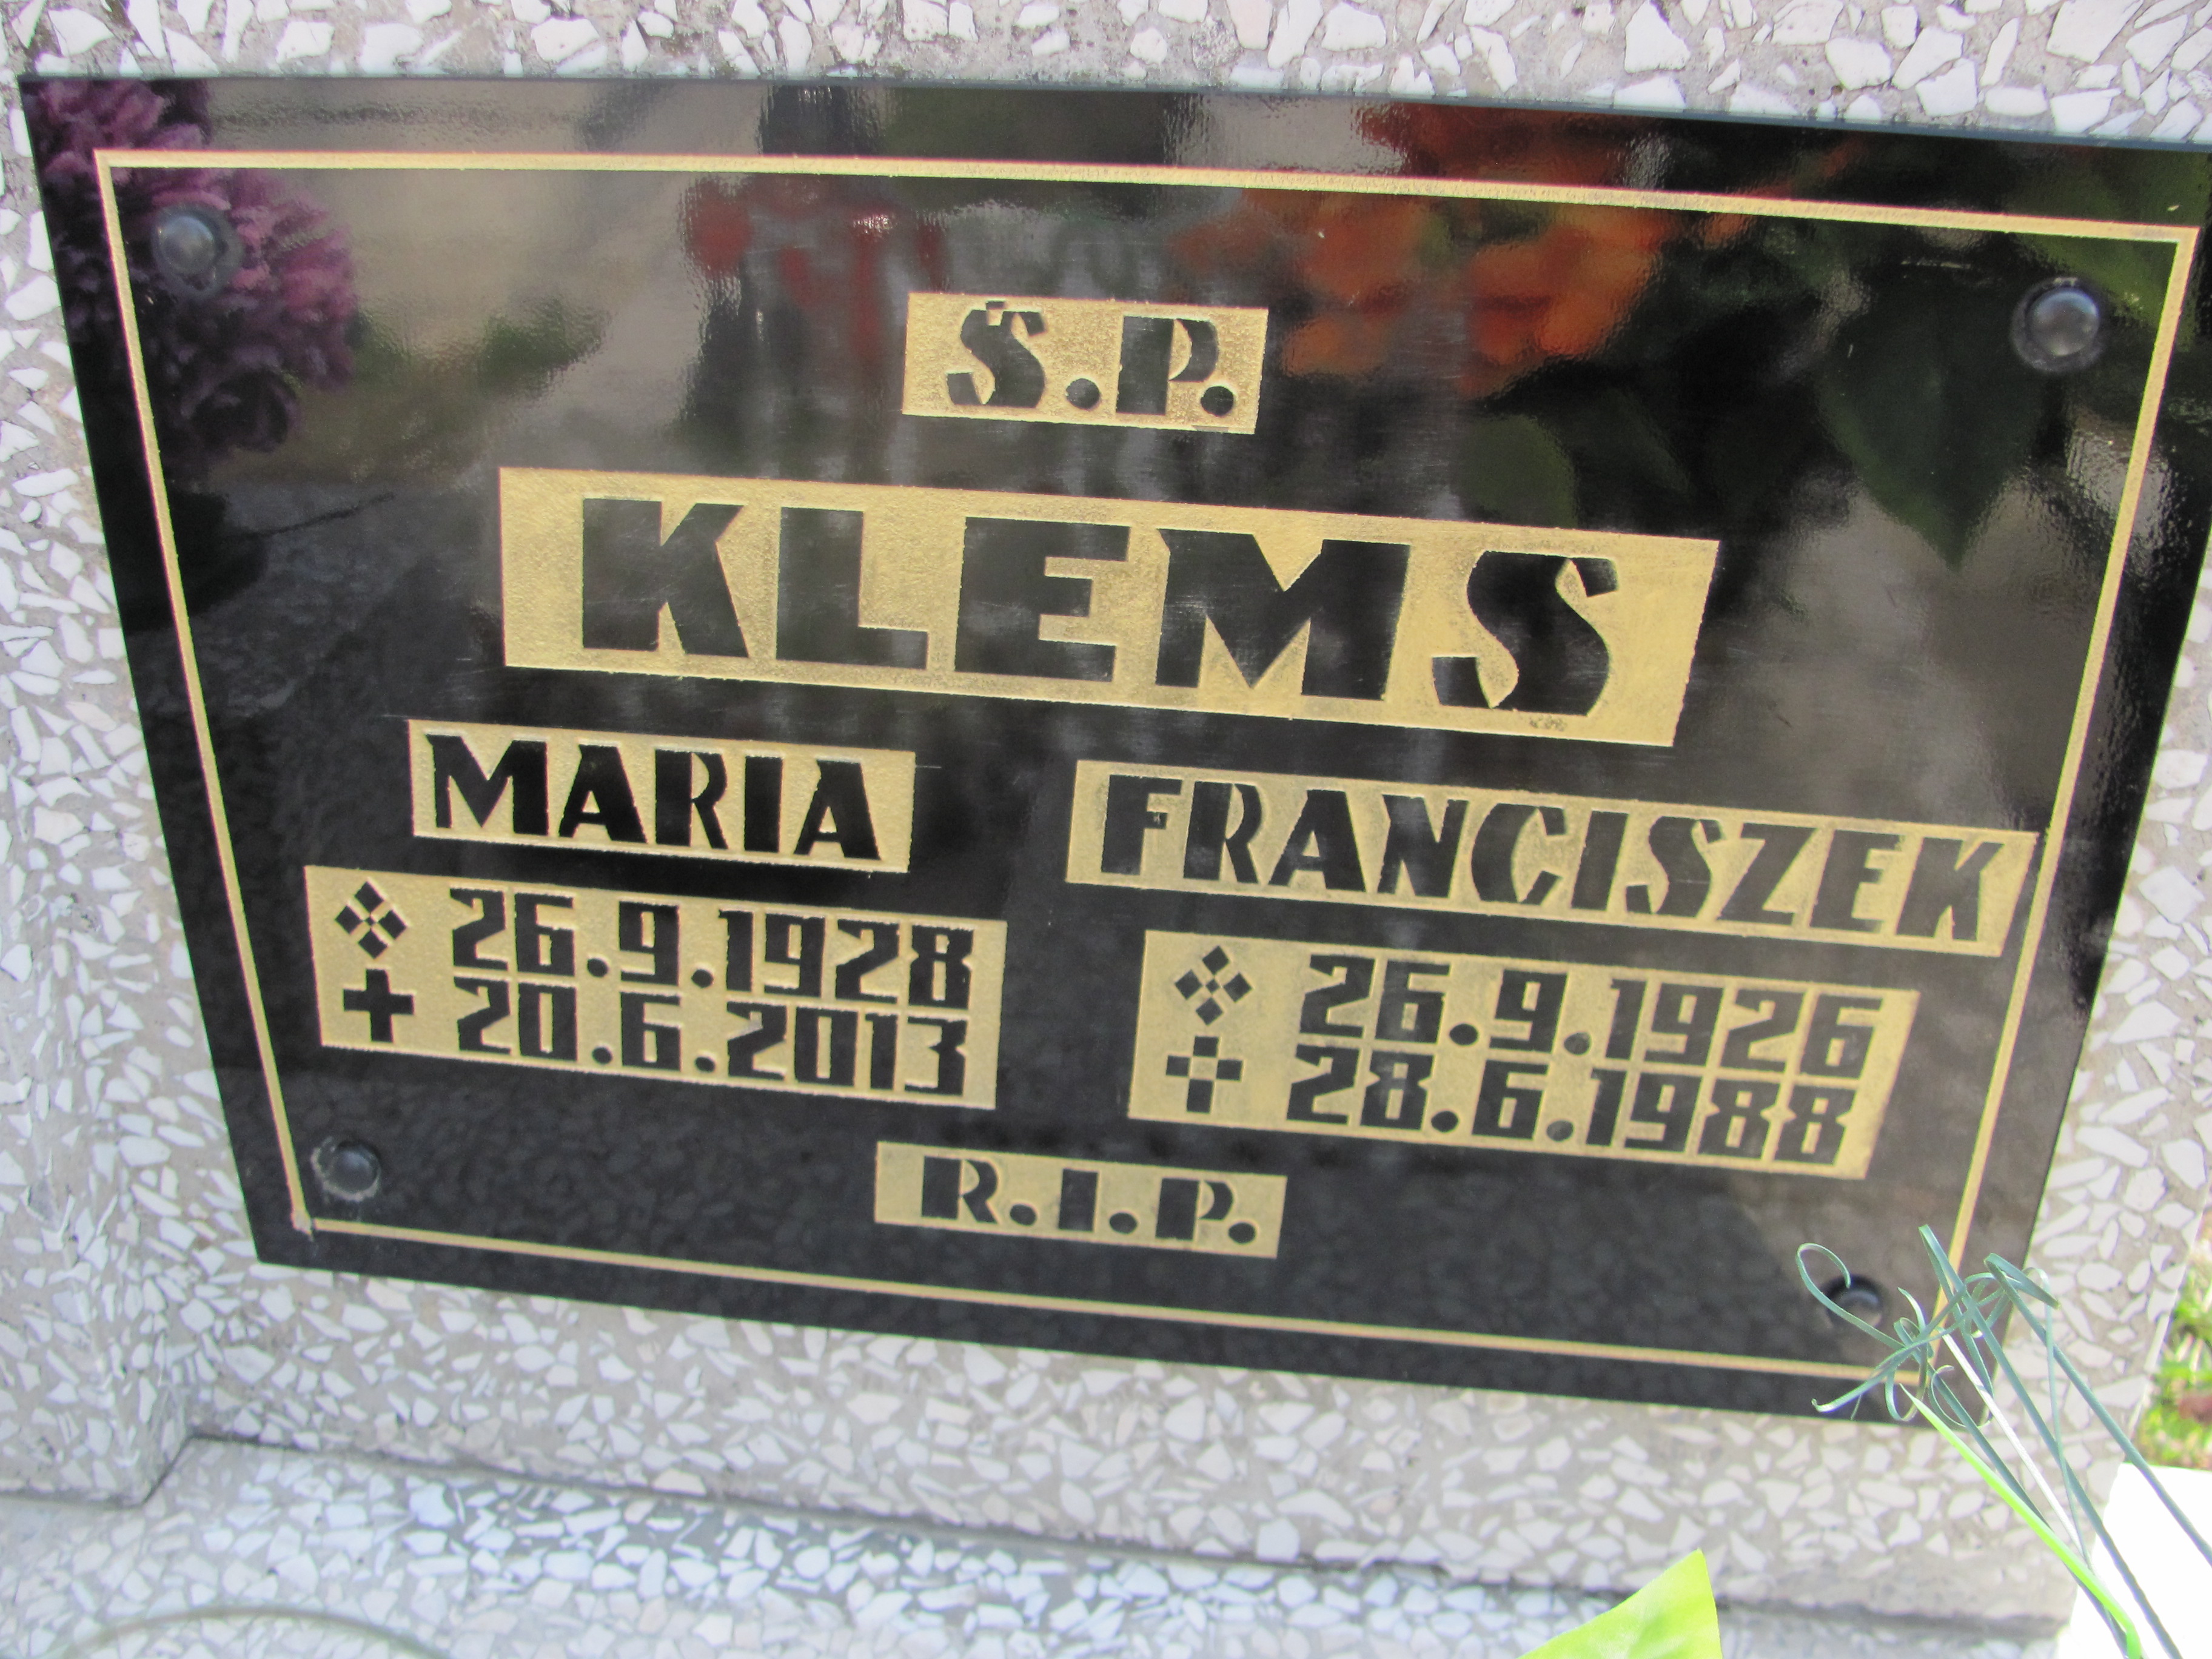 Ś.P.
KLEMS
MARIA
26.9.1928
20.6.2013
FRANCISZEK
26.9.1926
28.6.1988
R.I.P.